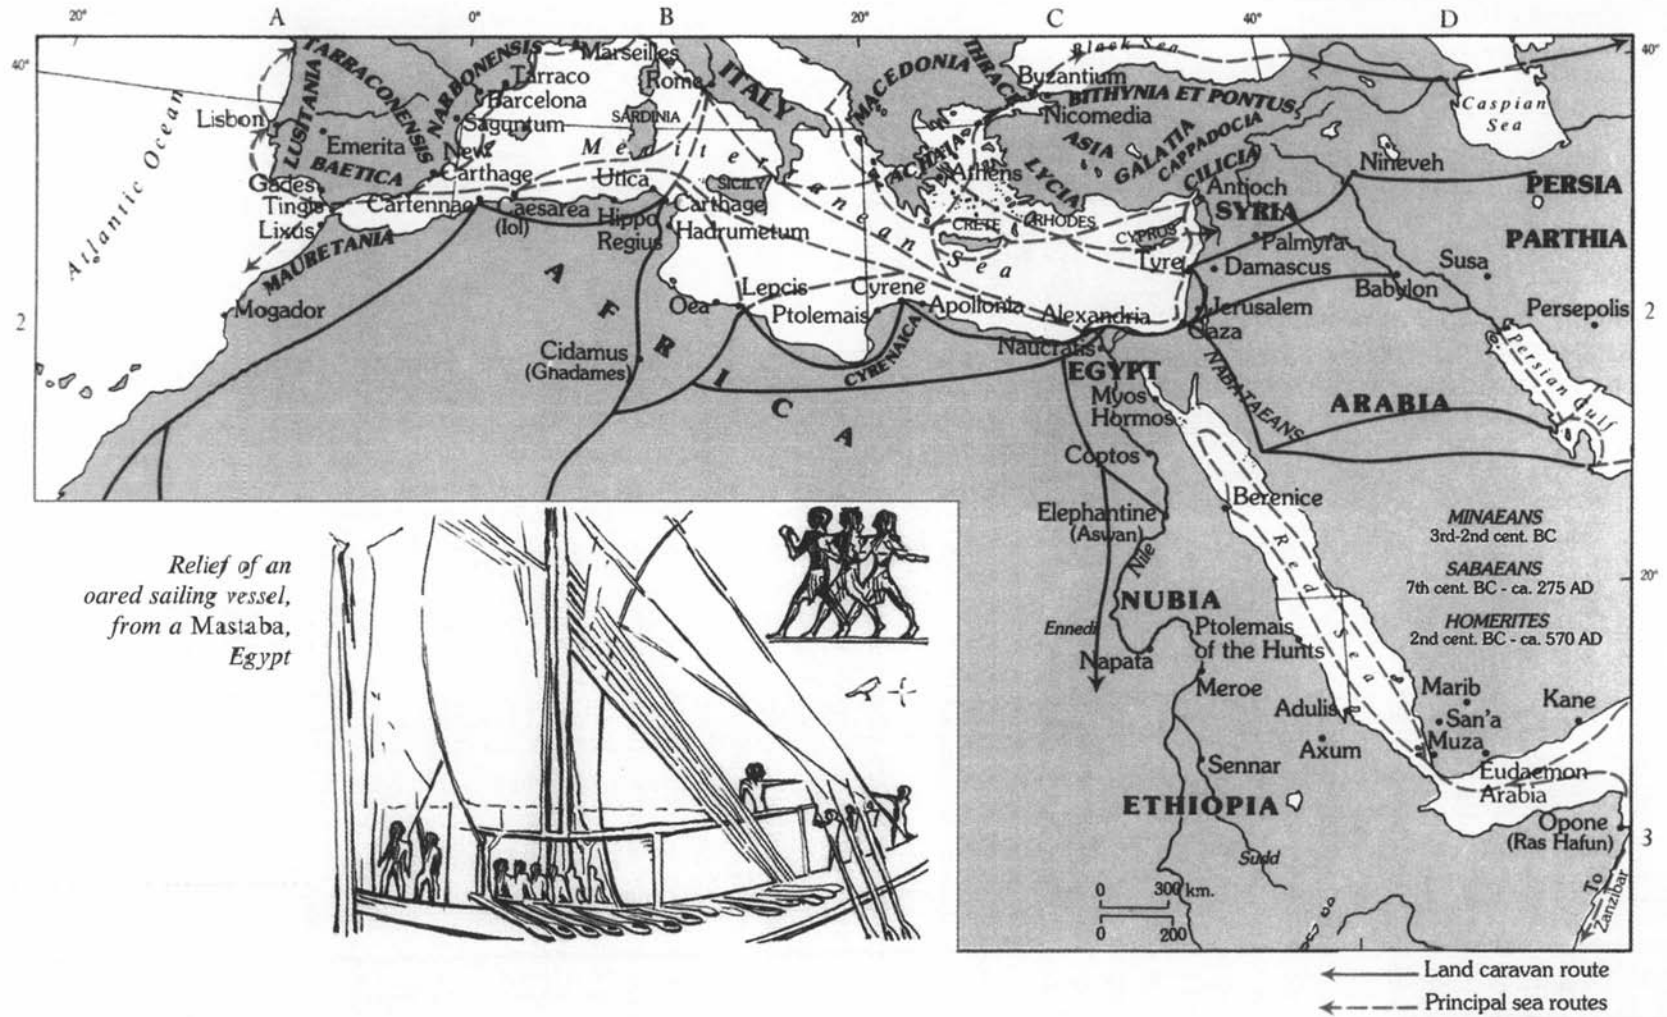 20°
A
0°
B
20°
C
40°
D
40°
40°
2
2
20°
3
Atlantic Ocean
Lisbon
LUSITANIA
TARRACONENSIS
NARBONENSIS
Marseilles
Tarraco
Barcelona
Saguntum
Emerita
BAETICA
New
Carthage
Gades
Tingis
Lixus
MAURETANIA
Mogador
Cartennae
Caesarea
(Iol)
Hippo
Regius
Utica
Carthage
Hadrumetum
SARDINIA
SICILY
Rome
ITALY
Mediterranean Sea
MACEDONIA
THRACE
ACHAIA
Athens
CRETE
RHODES
CYPRUS
LYCIA
ASIA
GALATIA
CAPPADOCIA
CILICIA
BITHYNIA ET PONTUS
Byzantium
Nicomedia
Black Sea
Caspian
Sea
Nineveh
PERSIA
PARTHIA
Antioch
SYRIA
Palmyra
Damascus
Tyre
Jerusalem
Gaza
Babylon
Susa
Persepolis
Persian Gulf
NABATAEANS
ARABIA
AFRICA
Oea
Lepcis
Ptolemais
Cyrene
Apollonia
CYRENAICA
Alexandria
Naucratis
EGYPT
Cidamus
(Gnadames)
Myos
Hormos
Coptos
Elephantine
(Aswan)
Nile
Berenice
Red Sea
NUBIA
Ennedi
Napata
Ptolemais
of the Hunts
Meroe
Adulis
Axum
Sennar
ETHIOPIA
Sudd
MINAEANS
3rd-2nd cent. BC
SABAEANS
7th cent. BC - ca. 275 AD
HOMERITES
2nd cent. BC - ca. 570 AD
Marib
San'a
Muza
Kane
Eudaemon
Arabia
Opone
(Ras Hafun)
To
Zanzibar
0 300 km.
0 200
Relief of an
oared sailing vessel,
from a Mastaba,
Egypt
Land caravan route
Principal sea routes